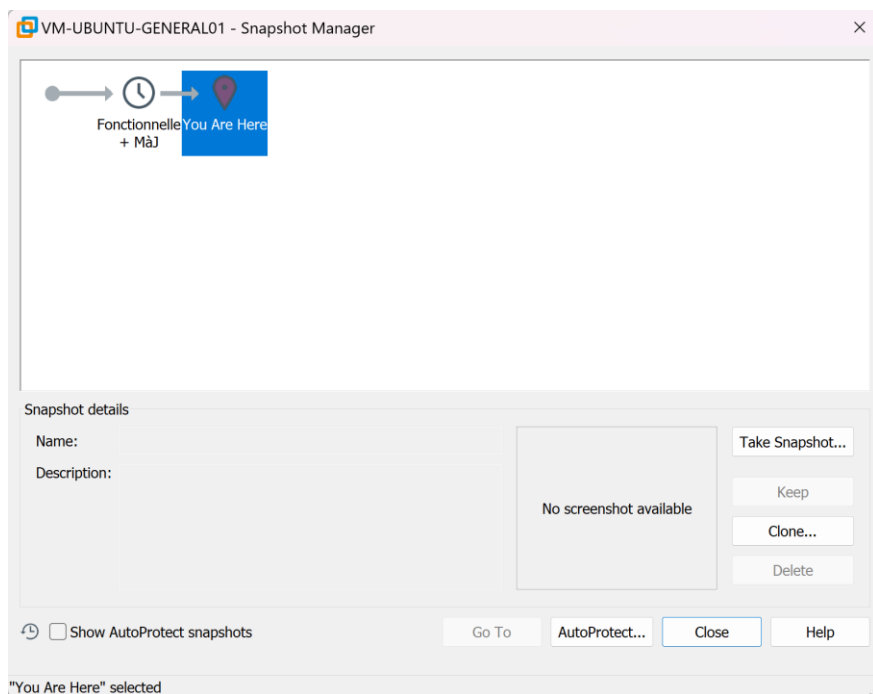 VM-UBUNTU-GENERAL01 - Snapshot Manager
Fonctionnelle
+ MàJ
You Are Here
Snapshot details
Name:
Description:
No screenshot available
Take Snapshot...
Keep
Clone...
Delete
Show AutoProtect snapshots
Go To
AutoProtect...
Close
Help
"You Are Here" selected